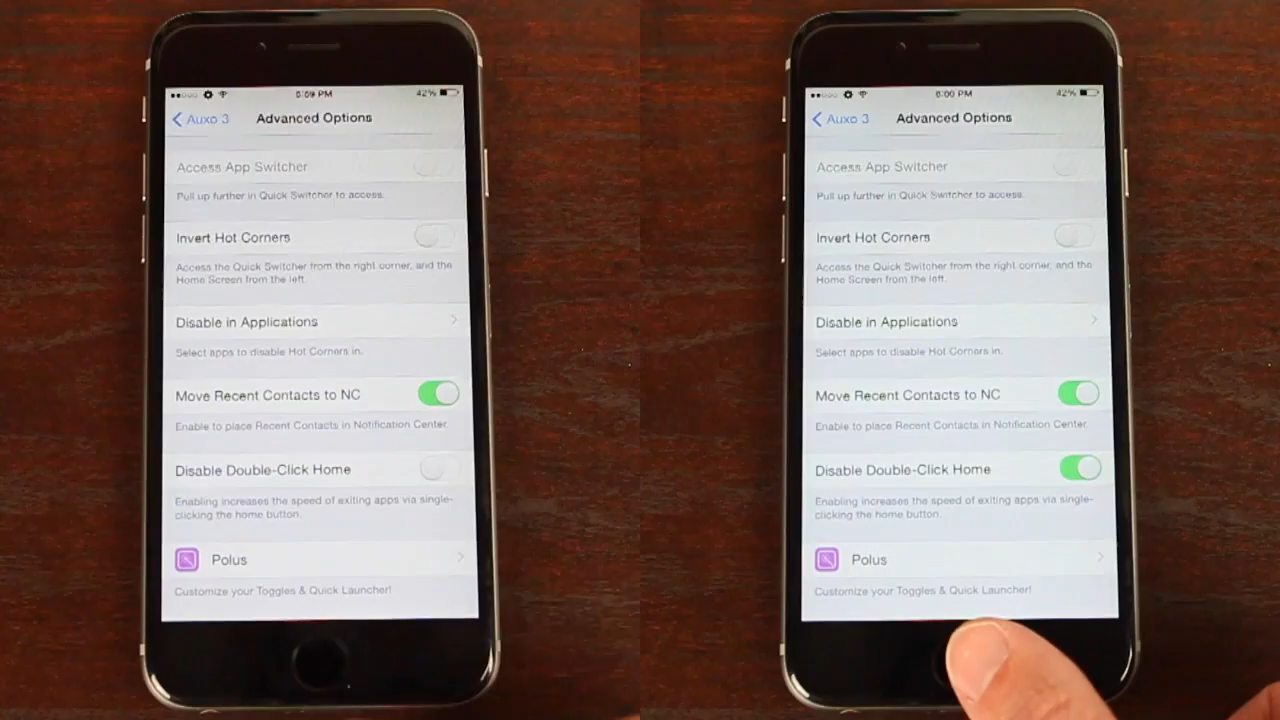 5:59 PM
42%
Auxo 3
Advanced Options
Access App Switcher
Pull up further in Quick Switcher to access.
Invert Hot Corners
Access the Quick Switcher from the right corner, and the
Home Screen from the left.
Disable in Applications
Select apps to disable Hot Corners in.
Move Recent Contacts to NC
Enable to place Recent Contacts in Notification Center.
Disable Double-Click Home
Enabling increases the speed of exiting apps via single-
clicking the home button.
Polus
Customize your Toggles & Quick Launcher!
6:00 PM
42%
Auxo 3
Advanced Options
Access App Switcher
Pull up further in Quick Switcher to access.
Invert Hot Corners
Access the Quick Switcher from the right corner, and the
Home Screen from the left.
Disable in Applications
Select apps to disable Hot Corners in.
Move Recent Contacts to NC
Enable to place Recent Contacts in Notification Center.
Disable Double-Click Home
Enabling increases the speed of exiting apps via single-
clicking the home button.
Polus
Customize your Toggles & Quick Launcher!